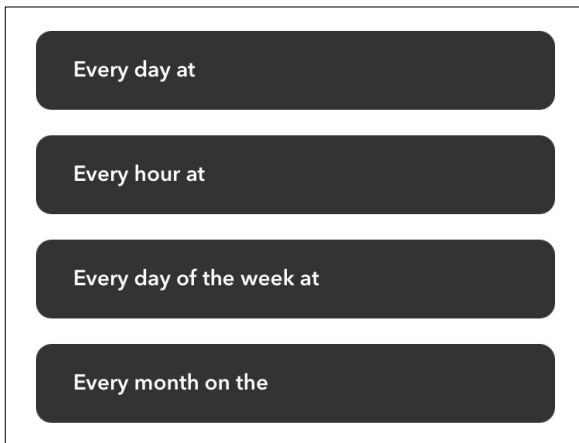 Every day at
Every hour at
Every day of the week at
Every month on the